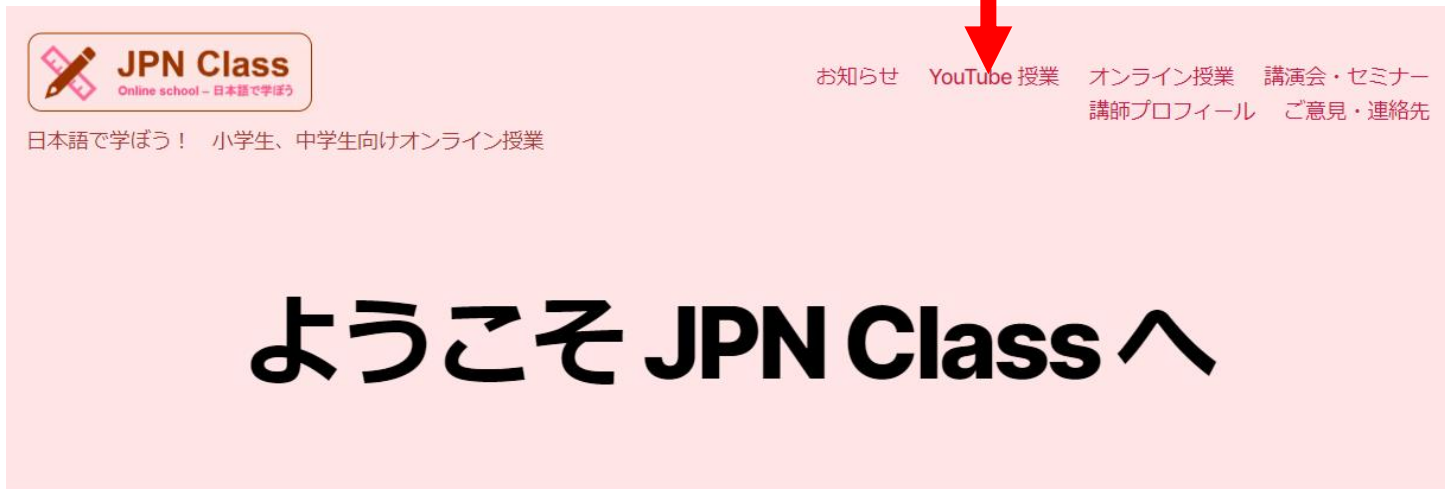 JPN Class
Online school – 日本語で学ぼう
日本語で学ぼう！　小学生、中学生向けオンライン授業
お知らせ　YouTube 授業　オンライン授業　講演会・セミナー
講師プロフィール　ご意見・連絡先
ようこそ JPN Class へ